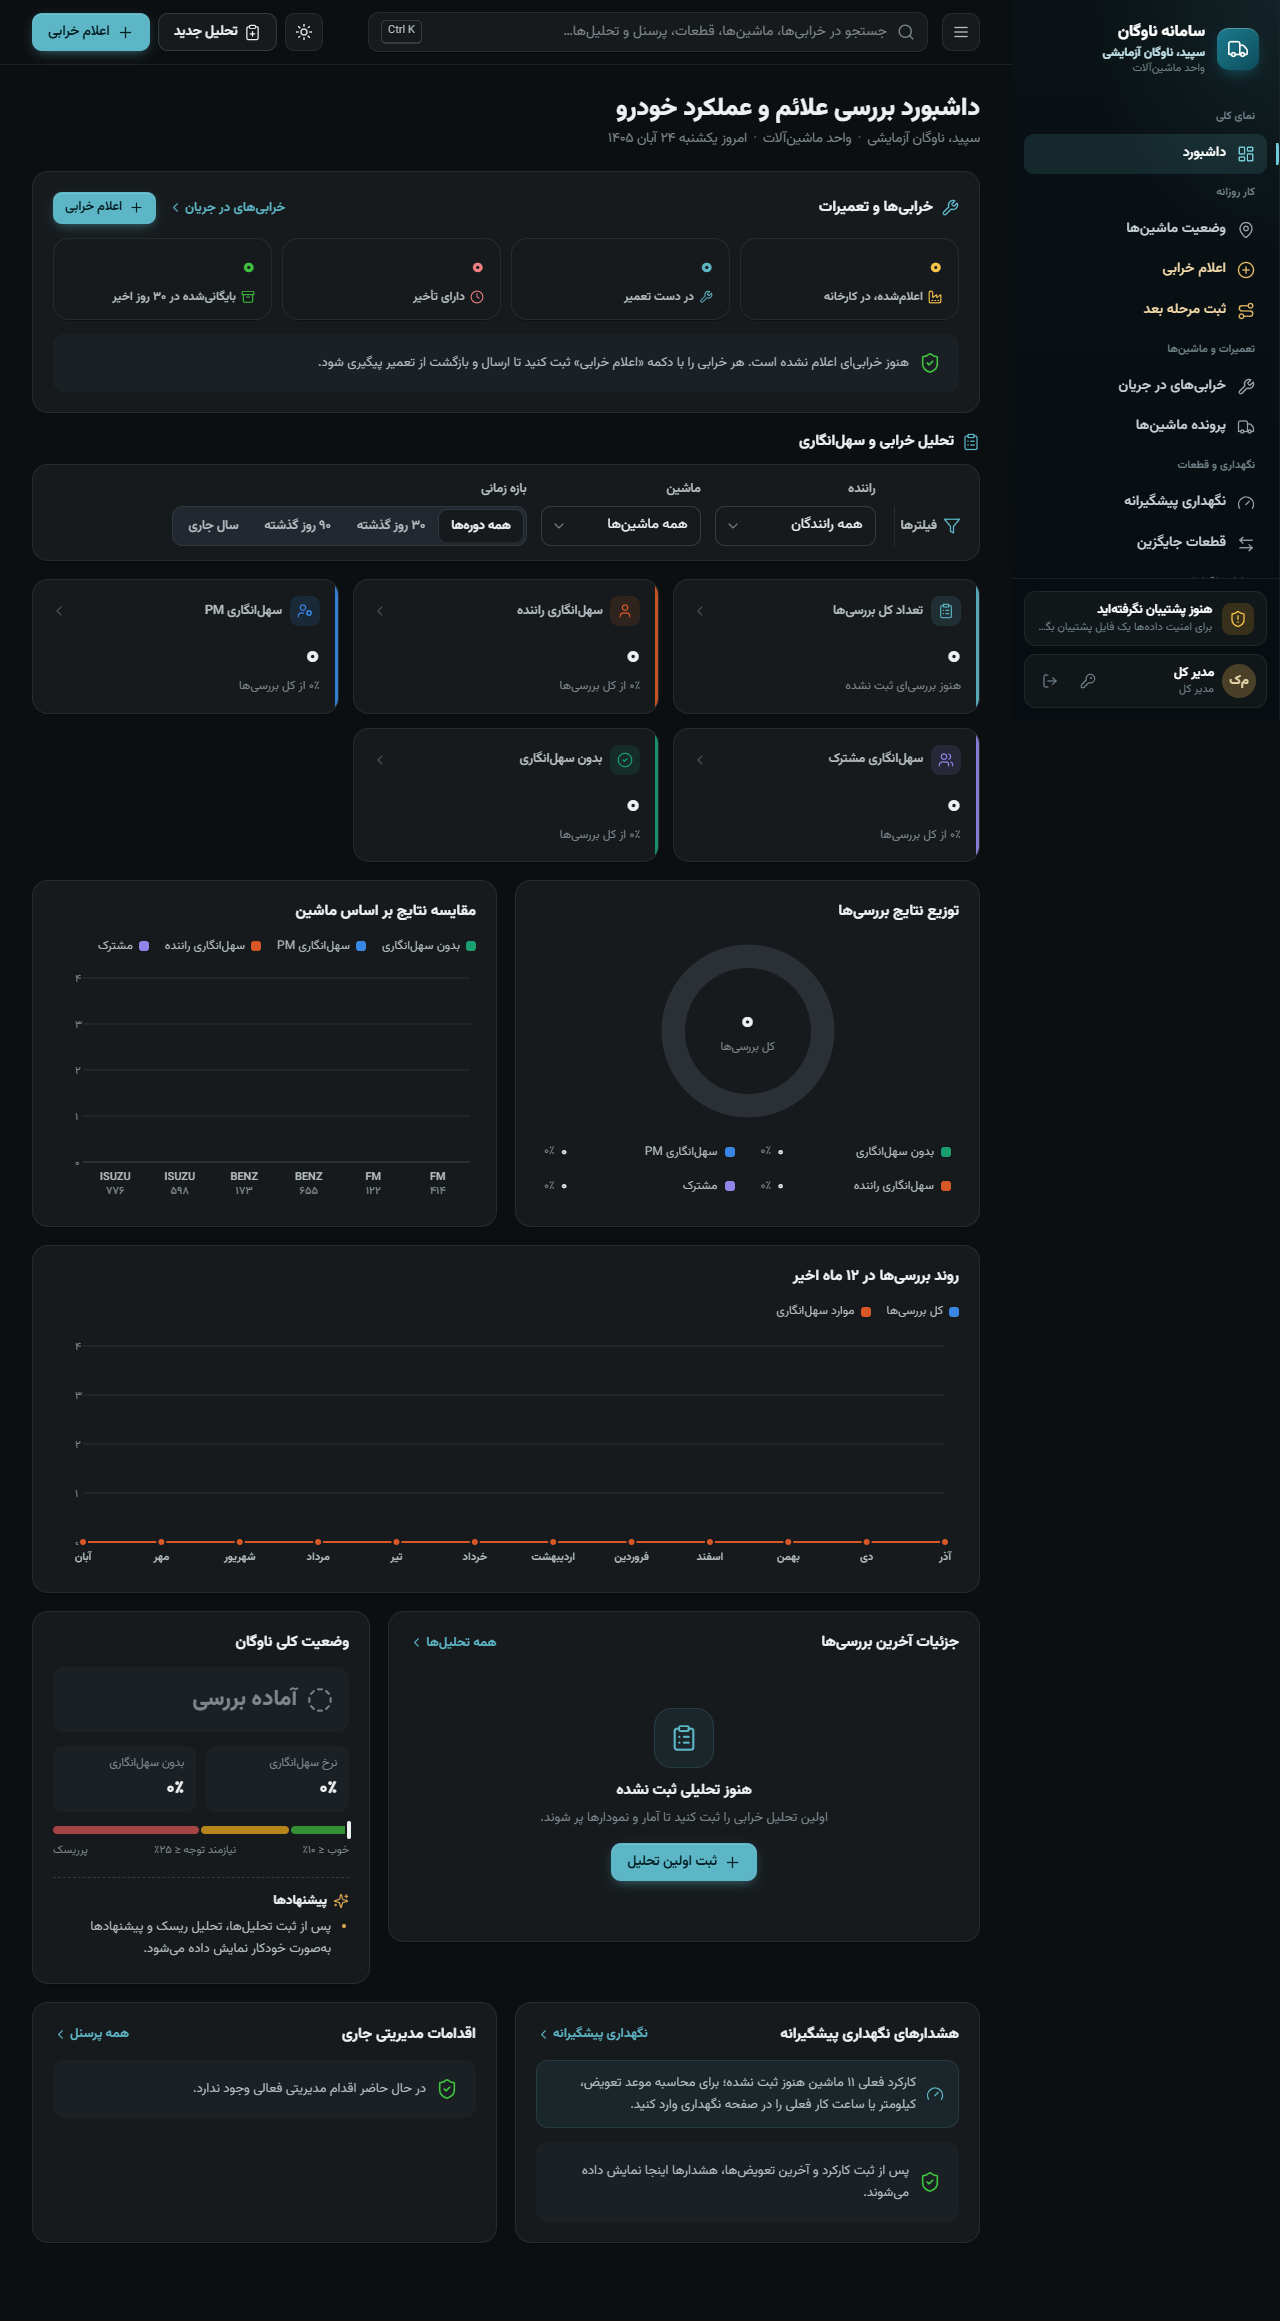 سامانه ناوگان
سپید، ناوگان آزمایشی
واحد ماشین‌آلات
نمای کلی
داشبورد
کار روزانه
وضعیت ماشین‌ها
اعلام خرابی
ثبت مرحله بعد
تعمیرات و ماشین‌ها
خرابی‌های در جریان
پرونده ماشین‌ها
نگهداری و قطعات
نگهداری پیشگیرانه
قطعات جایگزین
هنوز پشتیبان نگرفته‌اید
برای امنیت داده‌ها یک فایل پشتیبان بگ…
م‌ک
مدیر کل
مدیر کل
جستجو در خرابی‌ها، ماشین‌ها، قطعات، پرسنل و تحلیل‌ها…
Ctrl K
تحلیل جدید
اعلام خرابی
داشبورد بررسی علائم و عملکرد خودرو
سپید، ناوگان آزمایشی · واحد ماشین‌آلات · امروز یکشنبه ۲۴ آبان ۱۴۰۵
خرابی‌ها و تعمیرات
خرابی‌های در جریان
اعلام خرابی
۰
اعلام‌شده، در کارخانه
۰
در دست تعمیر
۰
دارای تأخیر
۰
بایگانی‌شده در ۳۰ روز اخیر
هنوز خرابی‌ای اعلام نشده است. هر خرابی را با دکمه «اعلام خرابی» ثبت کنید تا ارسال و بازگشت از تعمیر پیگیری شود.
تحلیل خرابی و سهل‌انگاری
فیلترها
راننده
همه رانندگان
ماشین
همه ماشین‌ها
بازه زمانی
همه دوره‌ها
۳۰ روز گذشته
۹۰ روز گذشته
سال جاری
تعداد کل بررسی‌ها
۰
هنوز بررسی‌ای ثبت نشده
سهل‌انگاری راننده
۰
۰٪ از کل بررسی‌ها
سهل‌انگاری PM
۰
۰٪ از کل بررسی‌ها
سهل‌انگاری مشترک
۰
۰٪ از کل بررسی‌ها
بدون سهل‌انگاری
۰
۰٪ از کل بررسی‌ها
توزیع نتایج بررسی‌ها
۰
کل بررسی‌ها
بدون سهل‌انگاری ۰ ۰٪
سهل‌انگاری PM ۰ ۰٪
سهل‌انگاری راننده ۰ ۰٪
مشترک ۰ ۰٪
مقایسه نتایج بر اساس ماشین
بدون سهل‌انگاری
سهل‌انگاری PM
سهل‌انگاری راننده
مشترک
۴
۳
۲
۱
۰
FM ۴۱۴
FM ۱۲۲
BENZ ۶۵۵
BENZ ۱۷۳
ISUZU ۵۹۸
ISUZU ۷۷۶
روند بررسی‌ها در ۱۲ ماه اخیر
کل بررسی‌ها
موارد سهل‌انگاری
۴
۳
۲
۱
۰
آذر
دی
بهمن
اسفند
فروردین
اردیبهشت
خرداد
تیر
مرداد
شهریور
مهر
آبان
جزئیات آخرین بررسی‌ها
همه تحلیل‌ها
هنوز تحلیلی ثبت نشده
اولین تحلیل خرابی را ثبت کنید تا آمار و نمودارها پر شوند.
ثبت اولین تحلیل
وضعیت کلی ناوگان
آماده بررسی
نرخ سهل‌انگاری
۰٪
بدون سهل‌انگاری
۰٪
خوب ≤ ۱۰٪
نیازمند توجه ≤ ۲۵٪
پرریسک
پیشنهادها
پس از ثبت تحلیل‌ها، تحلیل ریسک و پیشنهادها
به‌صورت خودکار نمایش داده می‌شود.
هشدارهای نگهداری پیشگیرانه
نگهداری پیشگیرانه
کارکرد فعلی ۱۱ ماشین هنوز ثبت نشده؛ برای محاسبه موعد تعویض،
کیلومتر یا ساعت کار فعلی را در صفحه نگهداری وارد کنید.
پس از ثبت کارکرد و آخرین تعویض‌ها، هشدارها اینجا نمایش داده
می‌شوند.
اقدامات مدیریتی جاری
همه پرسنل
در حال حاضر اقدام مدیریتی فعالی وجود ندارد.